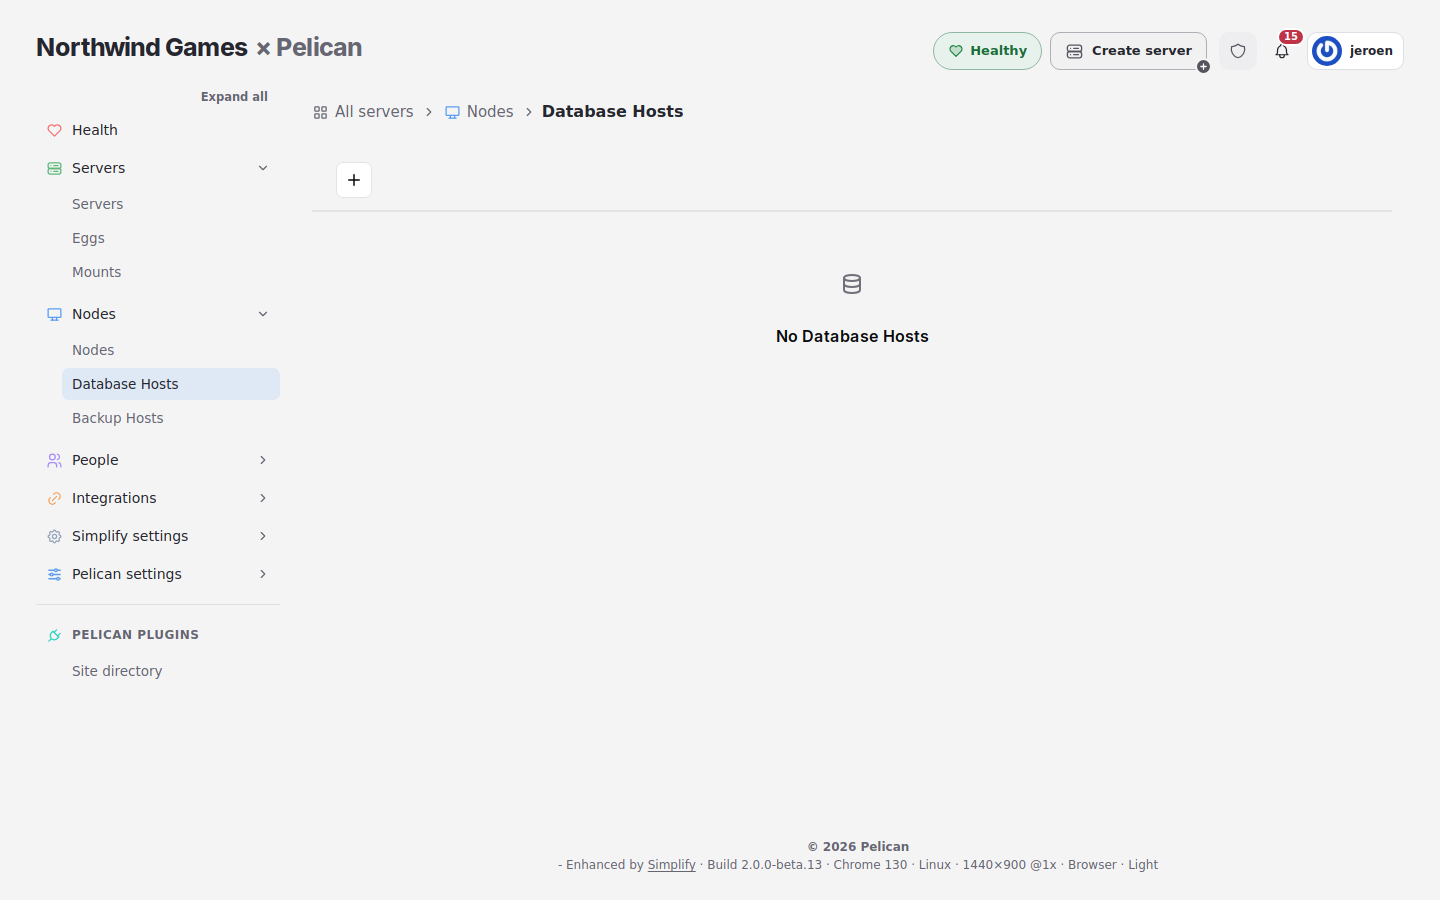 Northwind Games × Pelican
Healthy
Create server
15
jeroen
Expand all
Health
Servers
Servers
Eggs
Mounts
Nodes
Nodes
Database Hosts
Backup Hosts
People
Integrations
Simplify settings
Pelican settings
PELICAN PLUGINS
Site directory
All servers > Nodes > Database Hosts
No Database Hosts
© 2026 Pelican
- Enhanced by Simplify · Build 2.0.0-beta.13 · Chrome 130 · Linux · 1440×900 @1x · Browser · Light